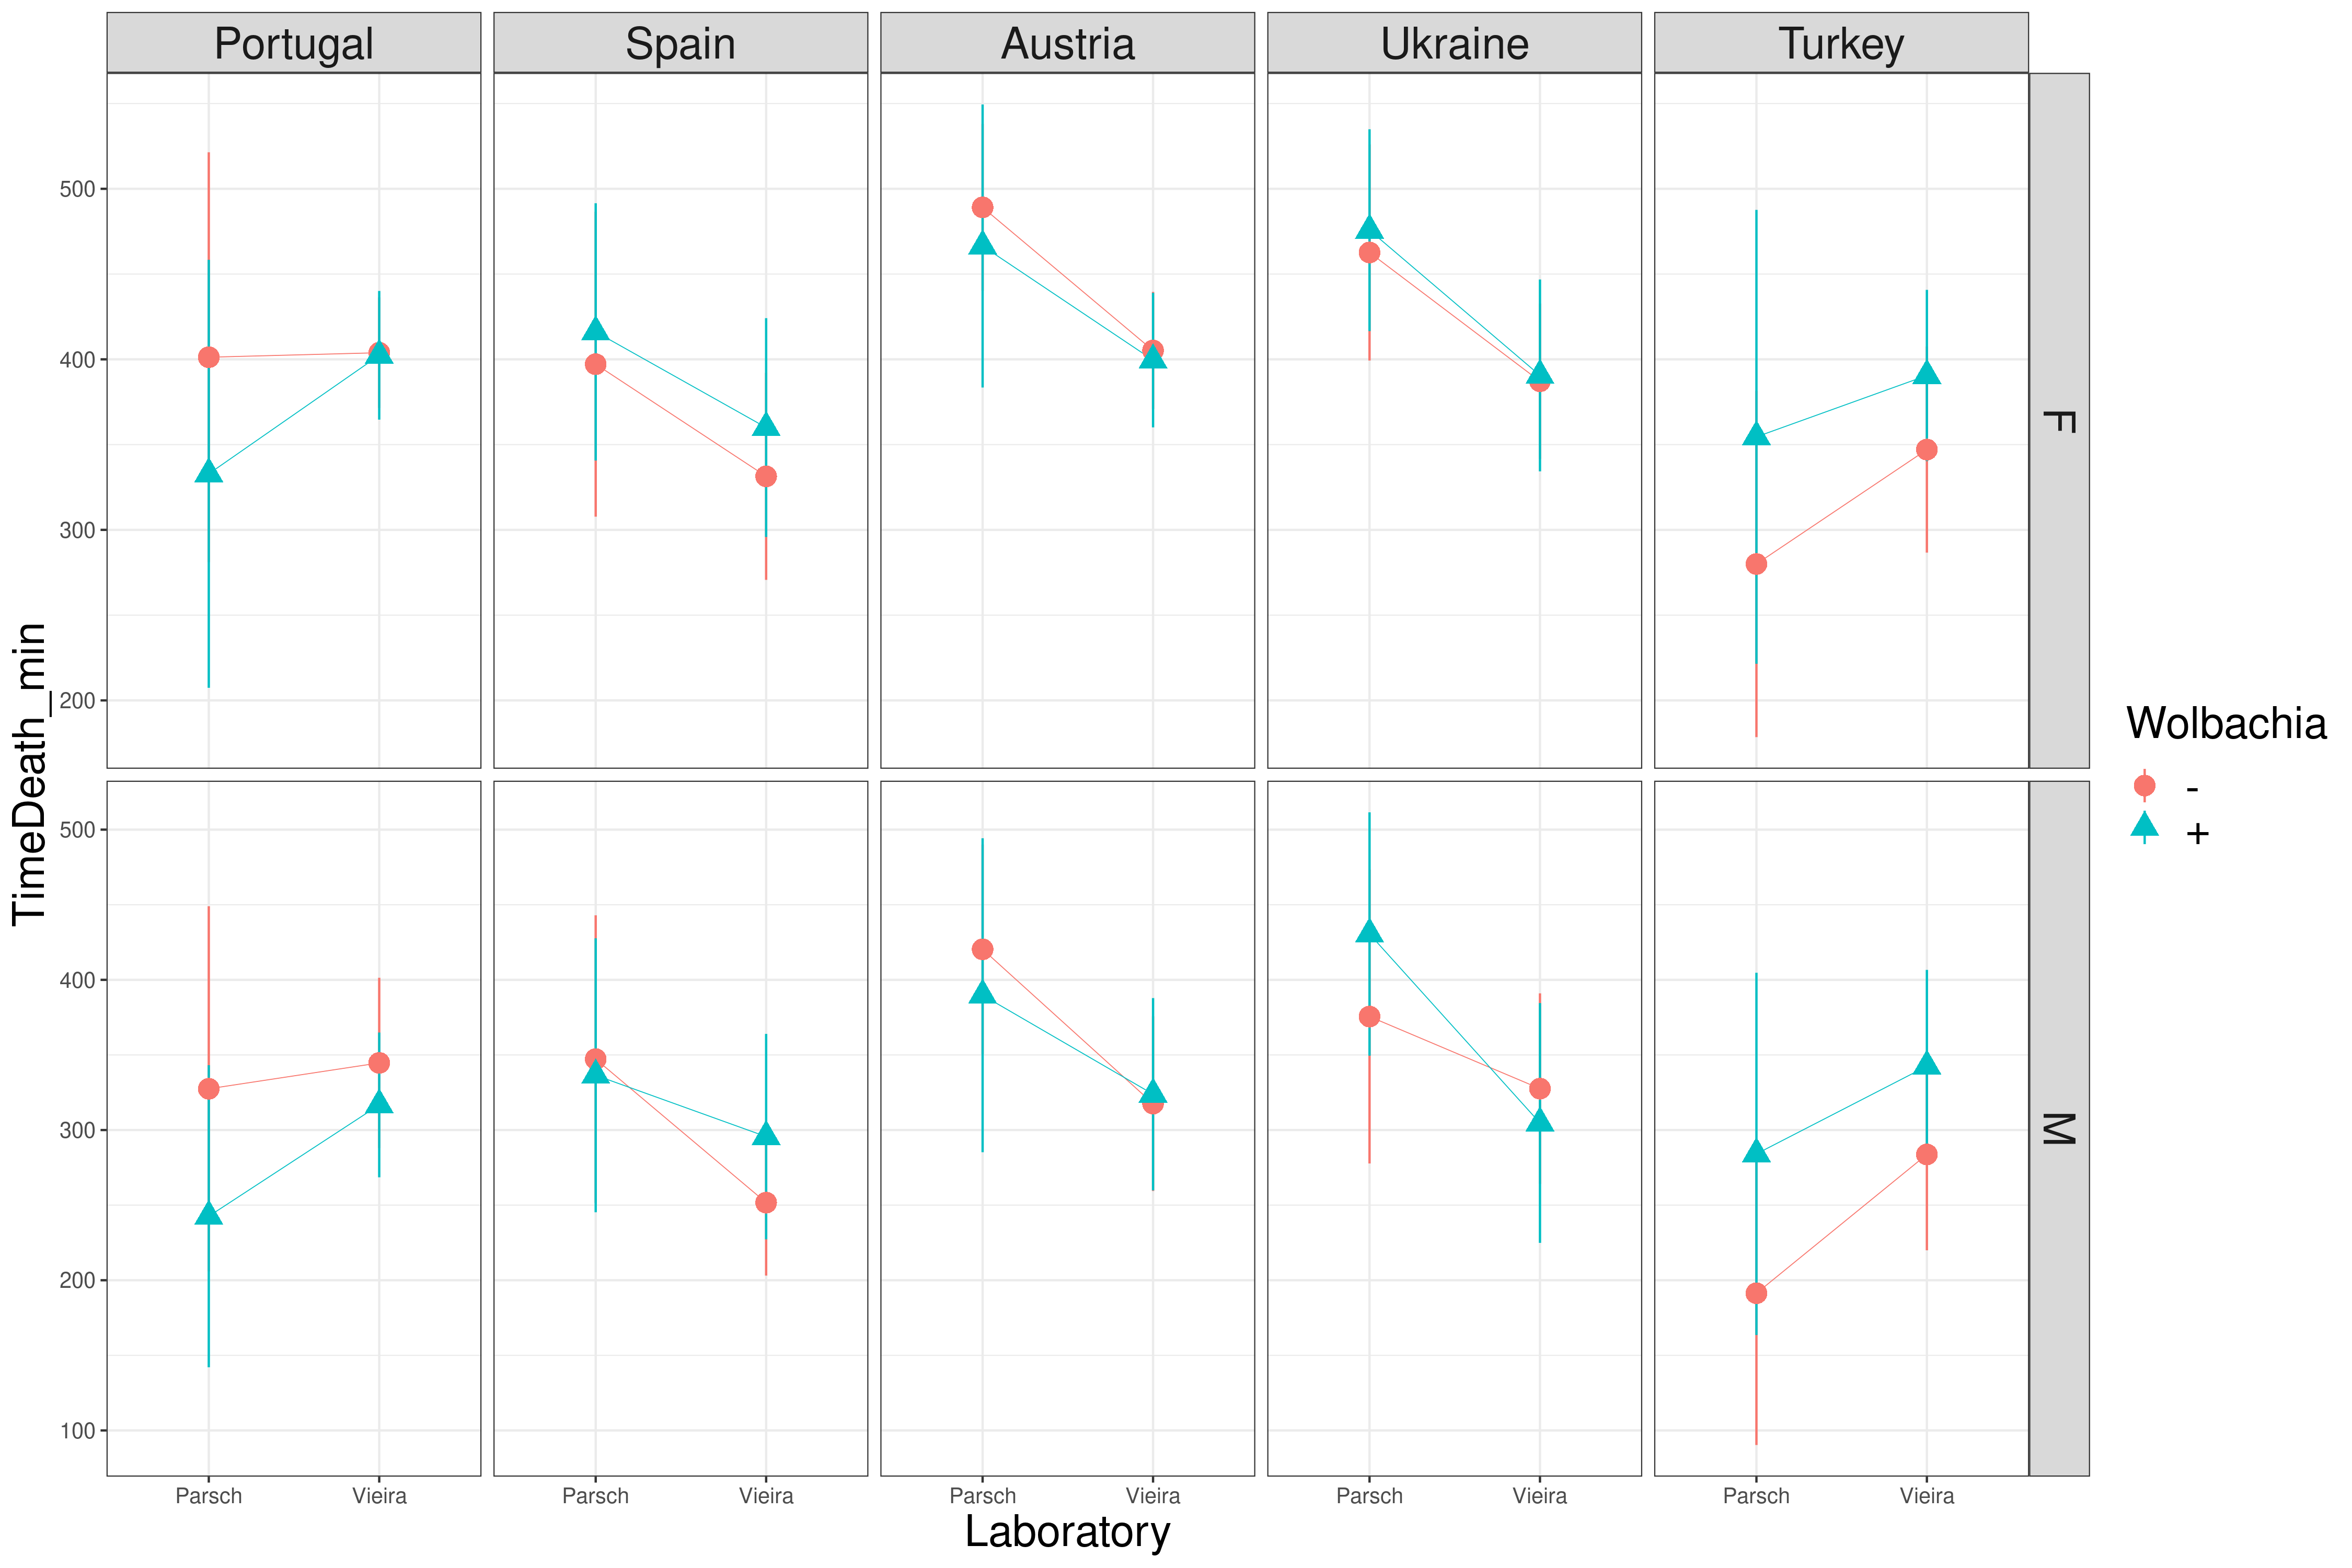 Portugal Spain Austria Ukraine Turkey
500
400
300
200
F
500
400
300
200
100
M
TimeDeath_min
Parsch Vieira Parsch Vieira Parsch Vieira Parsch Vieira Parsch Vieira
Laboratory
Wolbachia
-
+